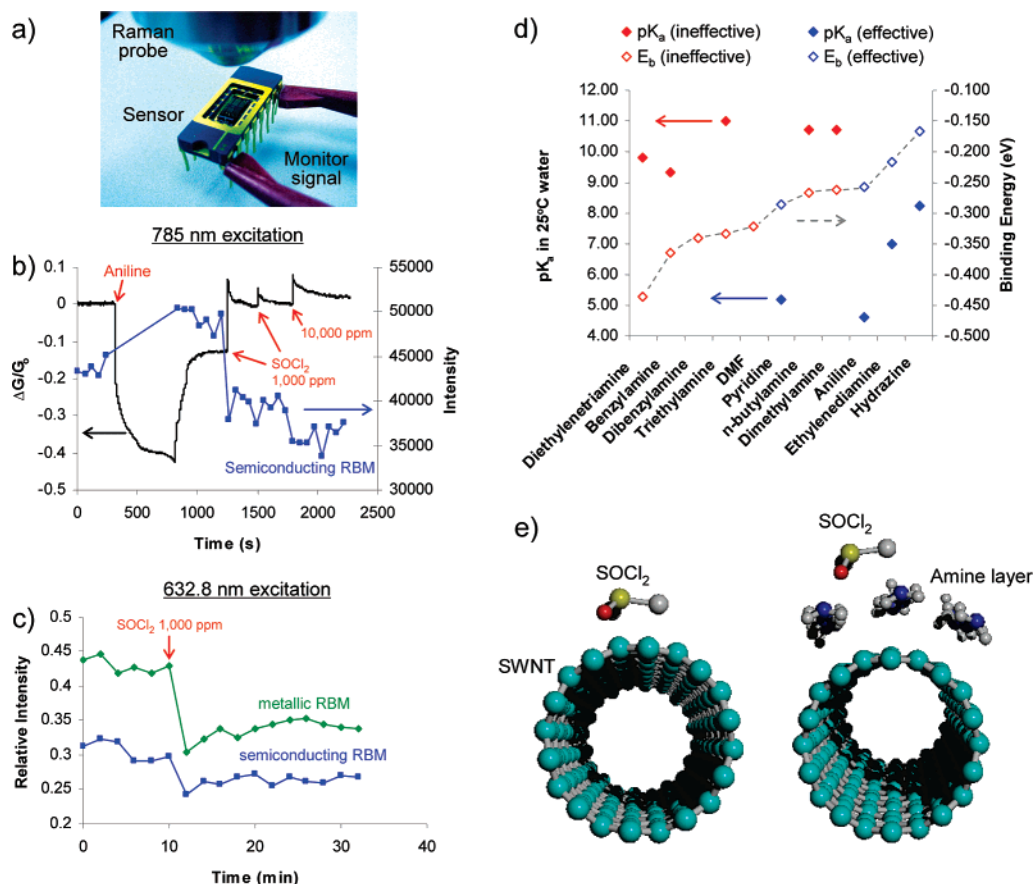 a)
Raman
probe
Sensor
Monitor
signal
785 nm excitation
b)
0.1
0
-0.1
-0.2
-0.3
-0.4
-0.5
ΔG/G₀
Aniline
SOCl₂
1,000 ppm
10,000 ppm
Semiconducting RBM
55000
50000
45000
40000
35000
30000
Intensity
0 500 1000 1500 2000 2500
Time (s)
632.8 nm excitation
c)
0.5
0.45
0.4
0.35
0.3
0.25
0.2
Relative Intensity
SOCl₂ 1,000 ppm
metallic RBM
semiconducting RBM
0 10 20 30 40
Time (min)
d)
pKₐ (ineffective) pKₐ (effective)
E_b (ineffective) E_b (effective)
12.00
11.00
10.00
9.00
8.00
7.00
6.00
5.00
4.00
pKₐ in 25ºC water
-0.100
-0.150
-0.200
-0.250
-0.300
-0.350
-0.400
-0.450
-0.500
Binding Energy (eV)
Diethylenetriamine
Benzylamine
Dibenzylamine
Triethylamine
DMF
Pyridine
n-butylamine
Dimethylamine
Aniline
Ethylenediamine
Hydrazine
e)
SOCl₂
SWNT
SOCl₂
Amine layer